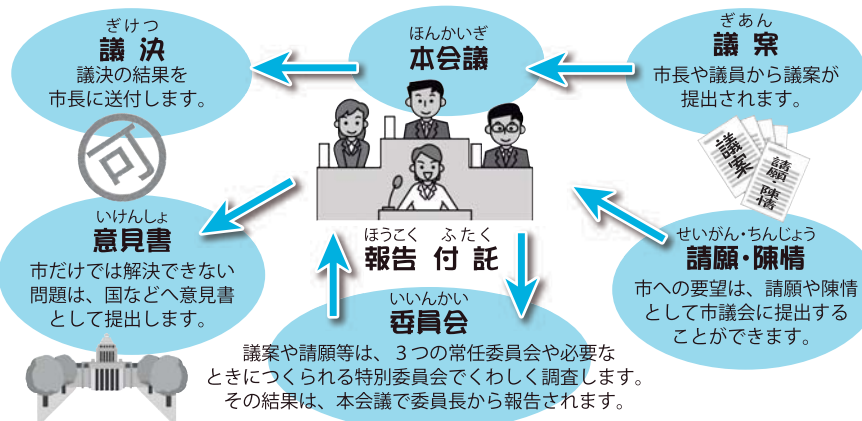 ぎけつ
議決
議決の結果を
市長に送付します。
可
ほんかいぎ
本会議
ぎあん
議案
市長や議員から議案が
提出されます。
議案
請願・陳情
いけんしょ
意見書
市だけでは解決できない
問題は、国などへ意見書
として提出します。
ほうこく ふたく
報告 付託
せいがん・ちんじょう
請願・陳情
市への要望は、請願や陳情
として市議会に提出する
ことができます。
いいんかい
委員会
議案や請願等は、３つの常任委員会や必要な
ときにつくられる特別委員会でくわしく調査します。
その結果は、本会議で委員長から報告されます。